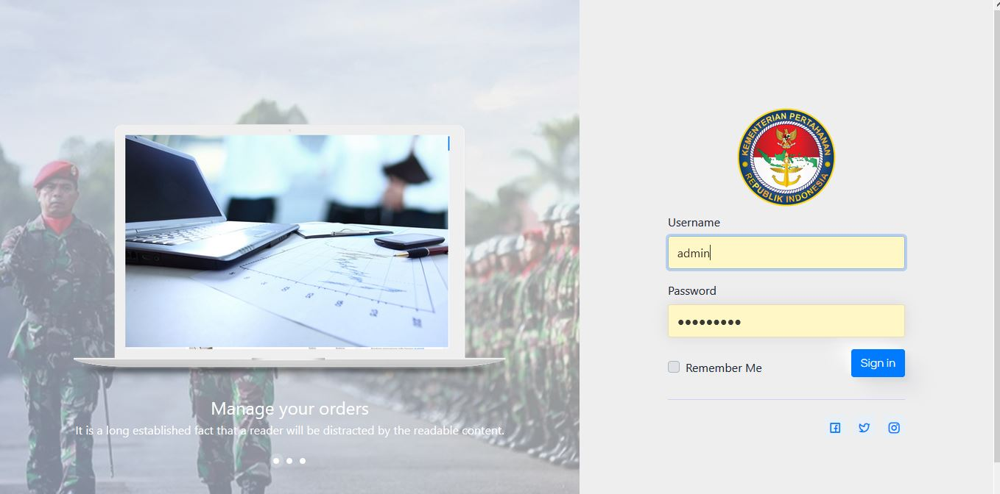 Manage your orders
It is a long established fact that a reader will be distracted by the readable content.
KEMENTERIAN PERTAHANAN
REPUBLIK INDONESIA
Username
admin
Password
•••••••••
Remember Me
Sign in